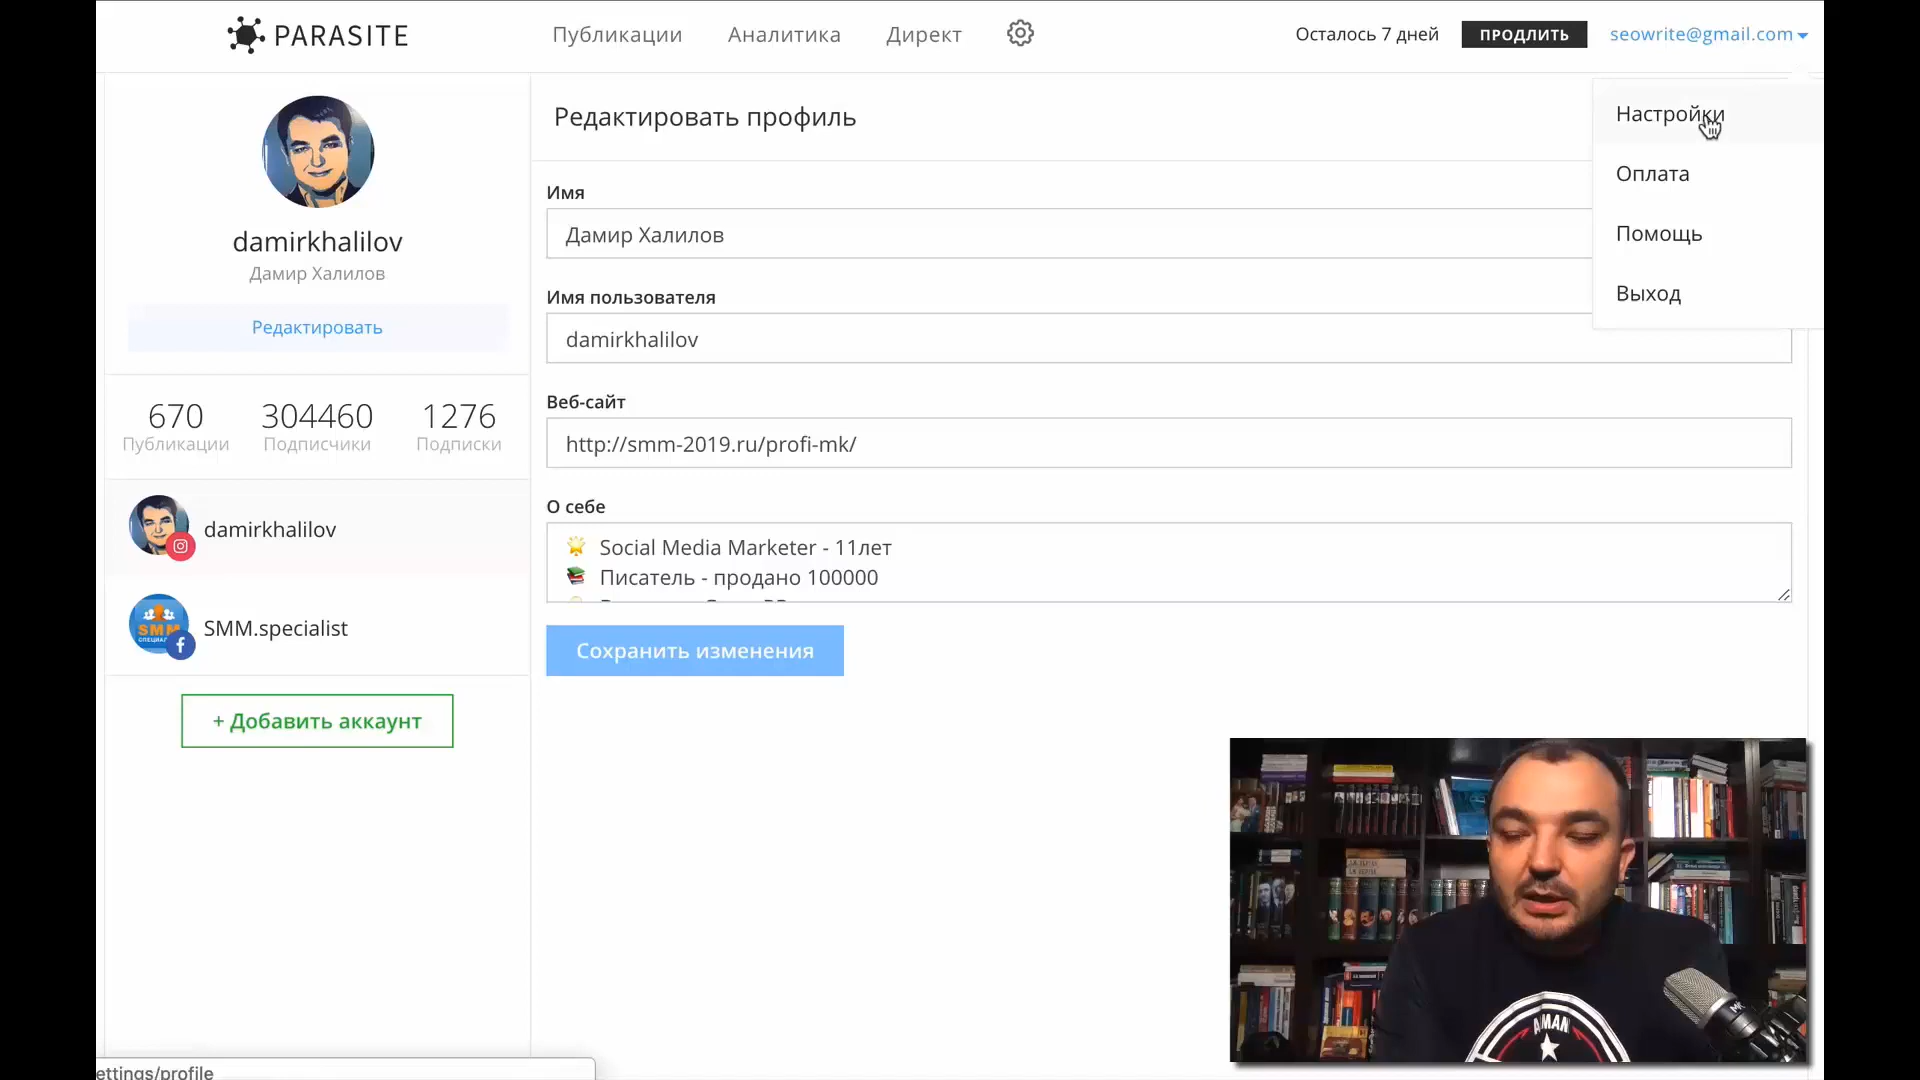 PARASITE
Публикации
Аналитика
Директ
Осталось 7 дней
ПРОДЛИТЬ
seowrite@gmail.com
Настройки
Оплата
Помощь
Выход
damirkhalilov
Дамир Халилов
Редактировать
670
304460
1276
Публикации
Подписчики
Подписки
damirkhalilov
SMM
SMM.specialist
+ Добавить аккаунт
Редактировать профиль
Имя
Дамир Халилов
Имя пользователя
damirkhalilov
Веб-сайт
http://smm-2019.ru/profi-mk/
О себе
Social Media Marketer - 11лет
Писатель - продано 100000
Сохранить изменения
ettings/profile